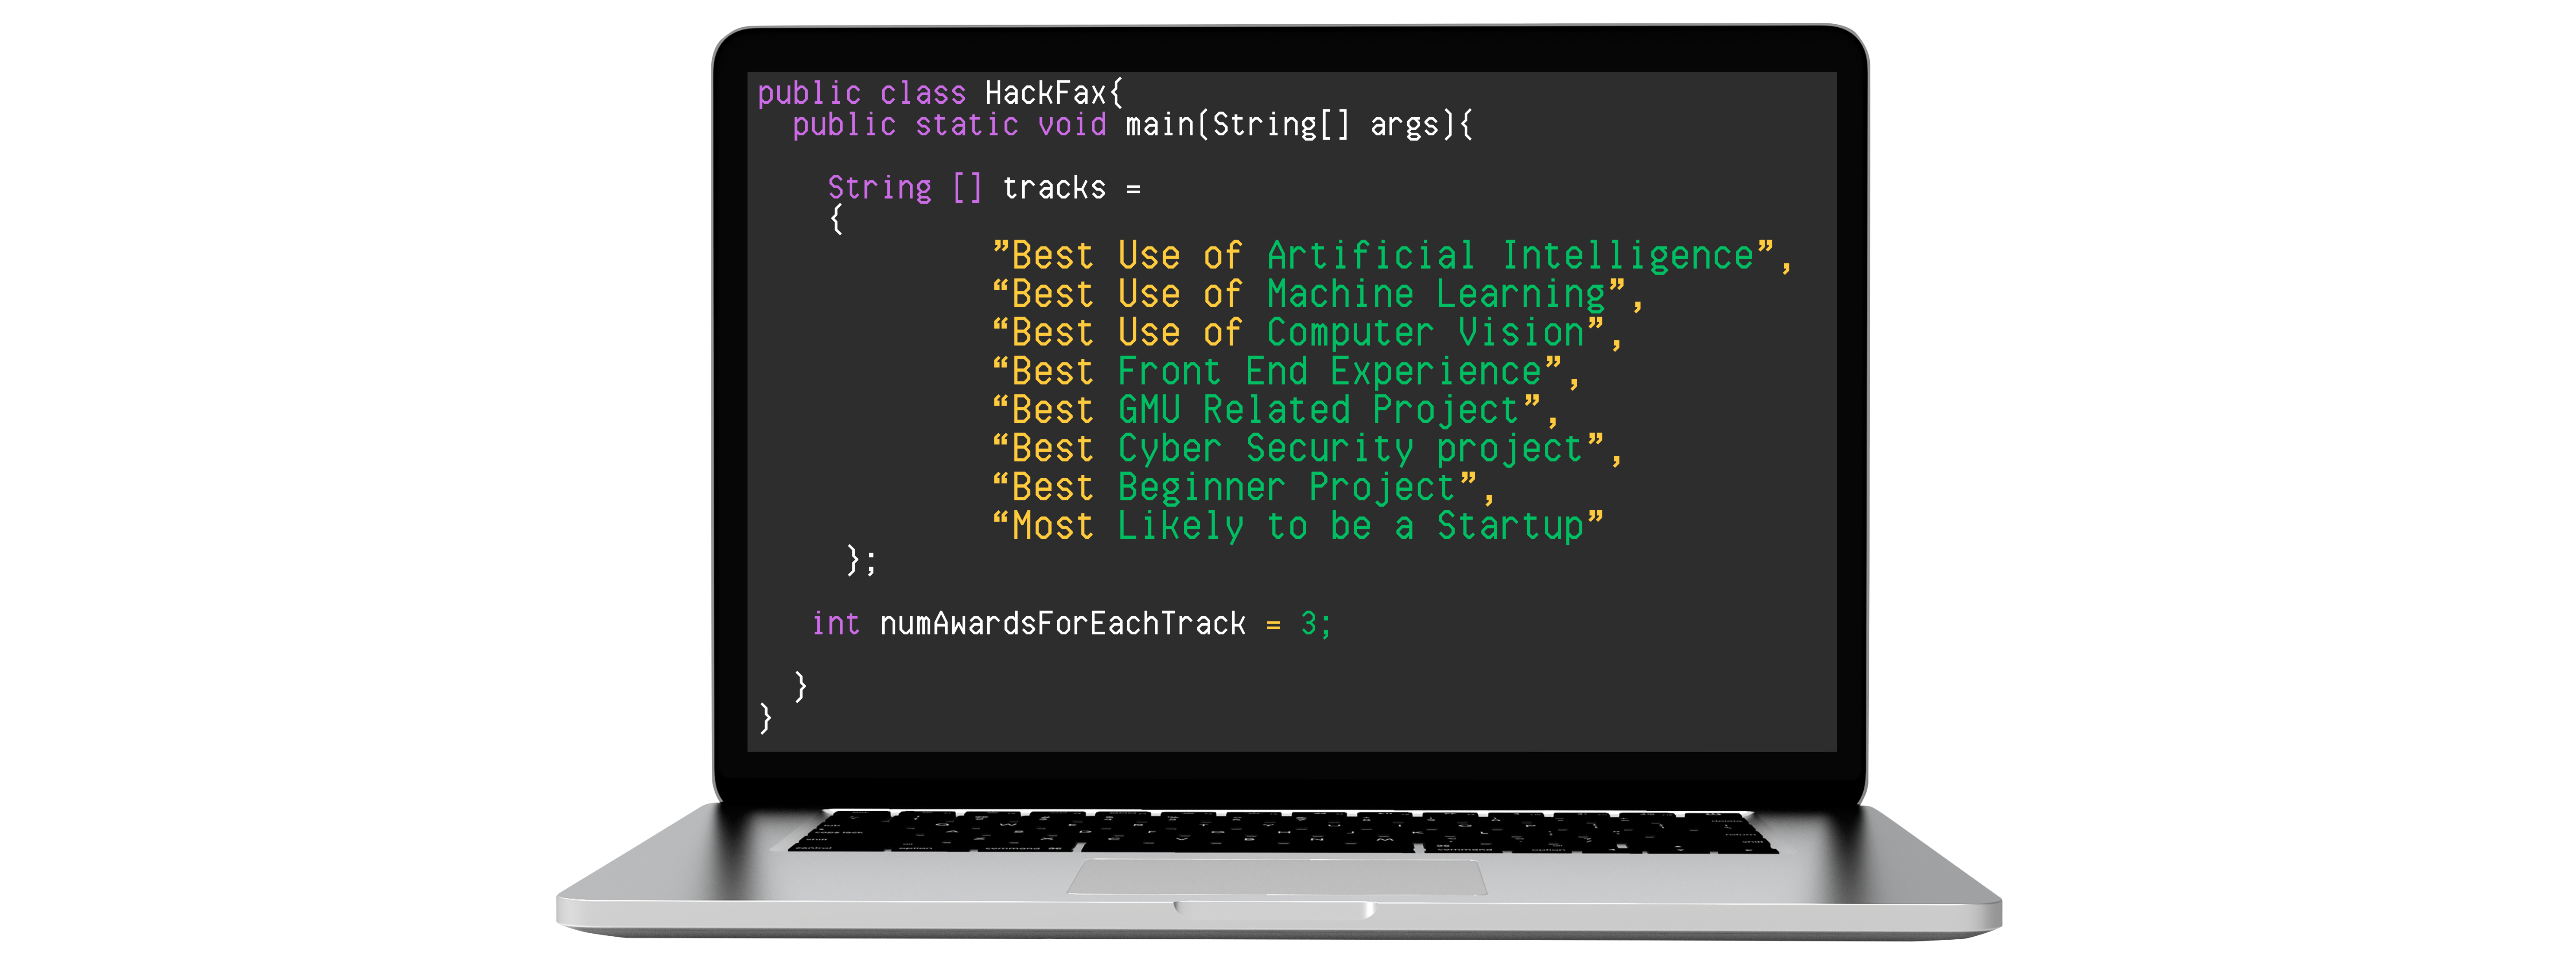 public class HackFax{
public static void main(String[] args){
String [] tracks =
{
”Best Use of Artificial Intelligence”,
“Best Use of Machine Learning”,
“Best Use of Computer Vision”,
“Best Front End Experience”,
“Best GMU Related Project”,
“Best Cyber Security project”,
“Best Beginner Project”,
“Most Likely to be a Startup”
};
int numAwardsForEachTrack = 3;
}
}